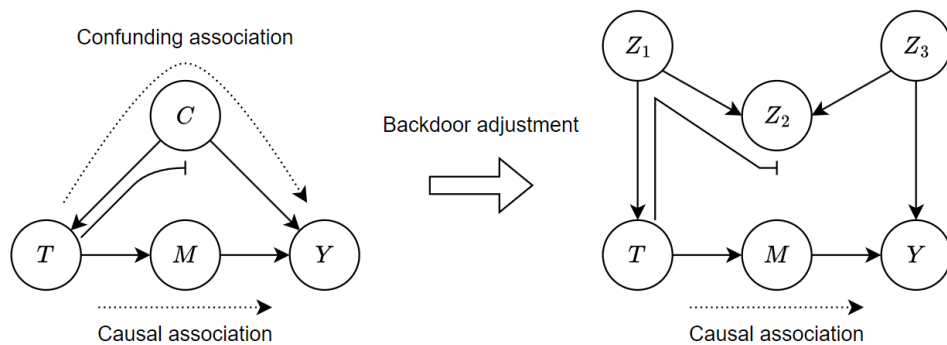 Confunding association
C
T
M
Y
Causal association
Backdoor adjustment
Z1
Z3
Z2
T
M
Y
Causal association